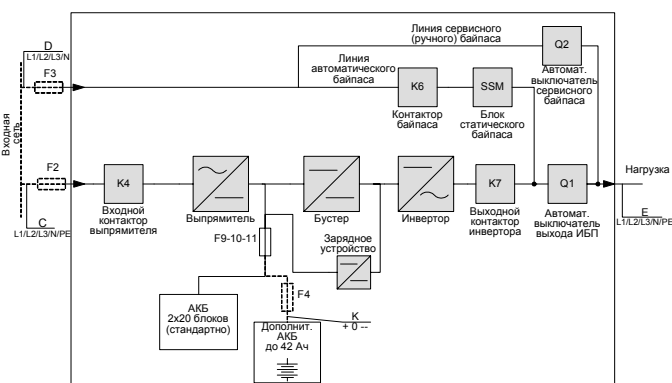 Линия сервисного
(ручного) байпаса
Q2
D
L1/L2/L3/N
F3
Линия
автоматического
байпаса
K6
SSM
Автомат.
выключатель
сервисного
байпаса
Контактор
байпаса
Блок
статического
байпаса
Входная
сеть
F2
K4
K7
Q1
Нагрузка
C
L1/L2/L3/N/PE
Входной
контактор
выпрямителя
Выпрямитель
Бустер
Инвертор
Выходной
контактор
инвертора
Автомат.
выключатель
выхода ИБП
E
L1/L2/L3/N/PE
F9-10-11
Зарядное
устройство
F4
АКБ
2x20 блоков
(стандартно)
K
+ 0 --
Дополнит.
АКБ
до 42 Ач